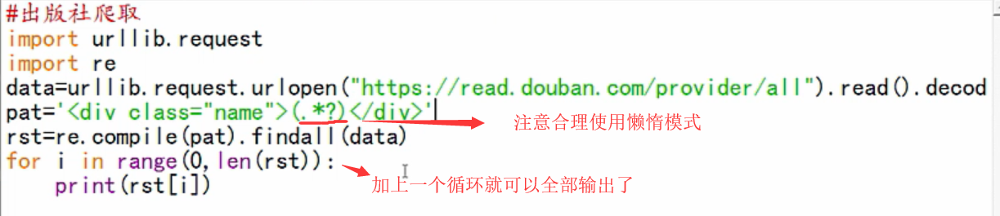 #出版社爬取
import urllib.request
import re
data=urllib.request.urlopen("https://read.douban.com/provider/all").read().decod
pat='<div class="name">(.*?)</div>'
注意合理使用懒惰模式
rst=re.compile(pat).findall(data)
for i in range(0,len(rst)):
加上一个循环就可以全部输出了
    print(rst[i])